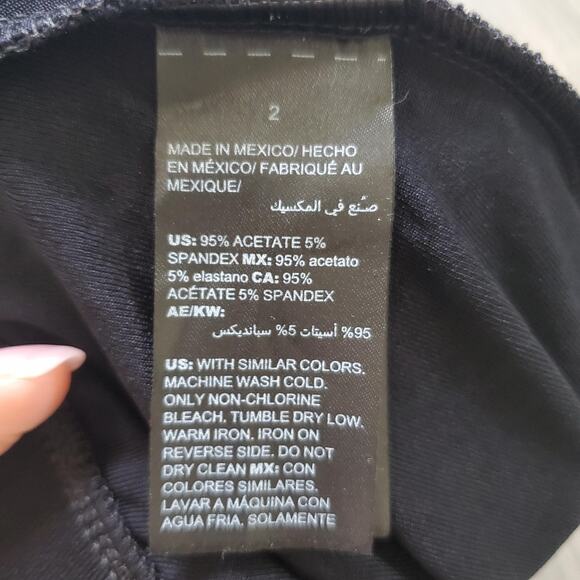 2
MADE IN MEXICO/ HECHO
EN MÉXICO/ FABRIQUÉ AU
MEXIQUE/
صنع في المكسيك
US: 95% ACETATE 5%
SPANDEX MX: 95% acetato
5% elastano CA: 95%
ACÉTATE 5% SPANDEX
AE/KW:
95% أسيتات 5% سبانديكس
US: WITH SIMILAR COLORS.
MACHINE WASH COLD.
ONLY NON-CHLORINE
BLEACH. TUMBLE DRY LOW.
WARM IRON. IRON ON
REVERSE SIDE. DO NOT
DRY CLEAN MX: CON
COLORES SIMILARES.
LAVAR A MÁQUINA CON
AGUA FRIA. SOLAMENTE